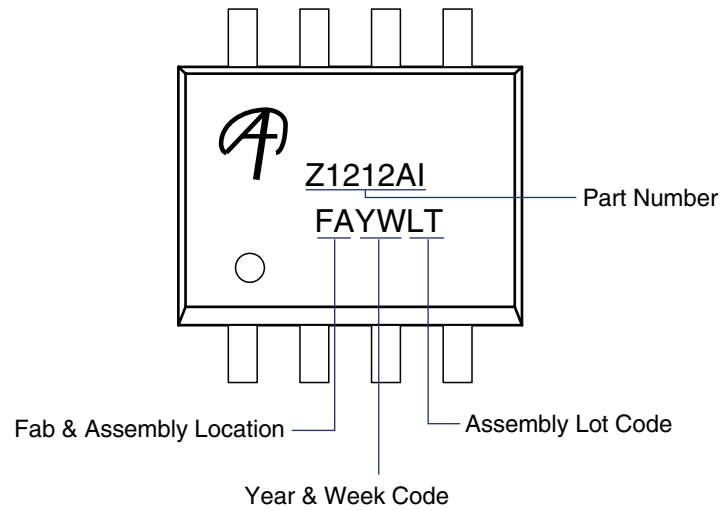 Z1212AI
Part Number
FAYWLT
Fab & Assembly Location
Assembly Lot Code
Year & Week Code